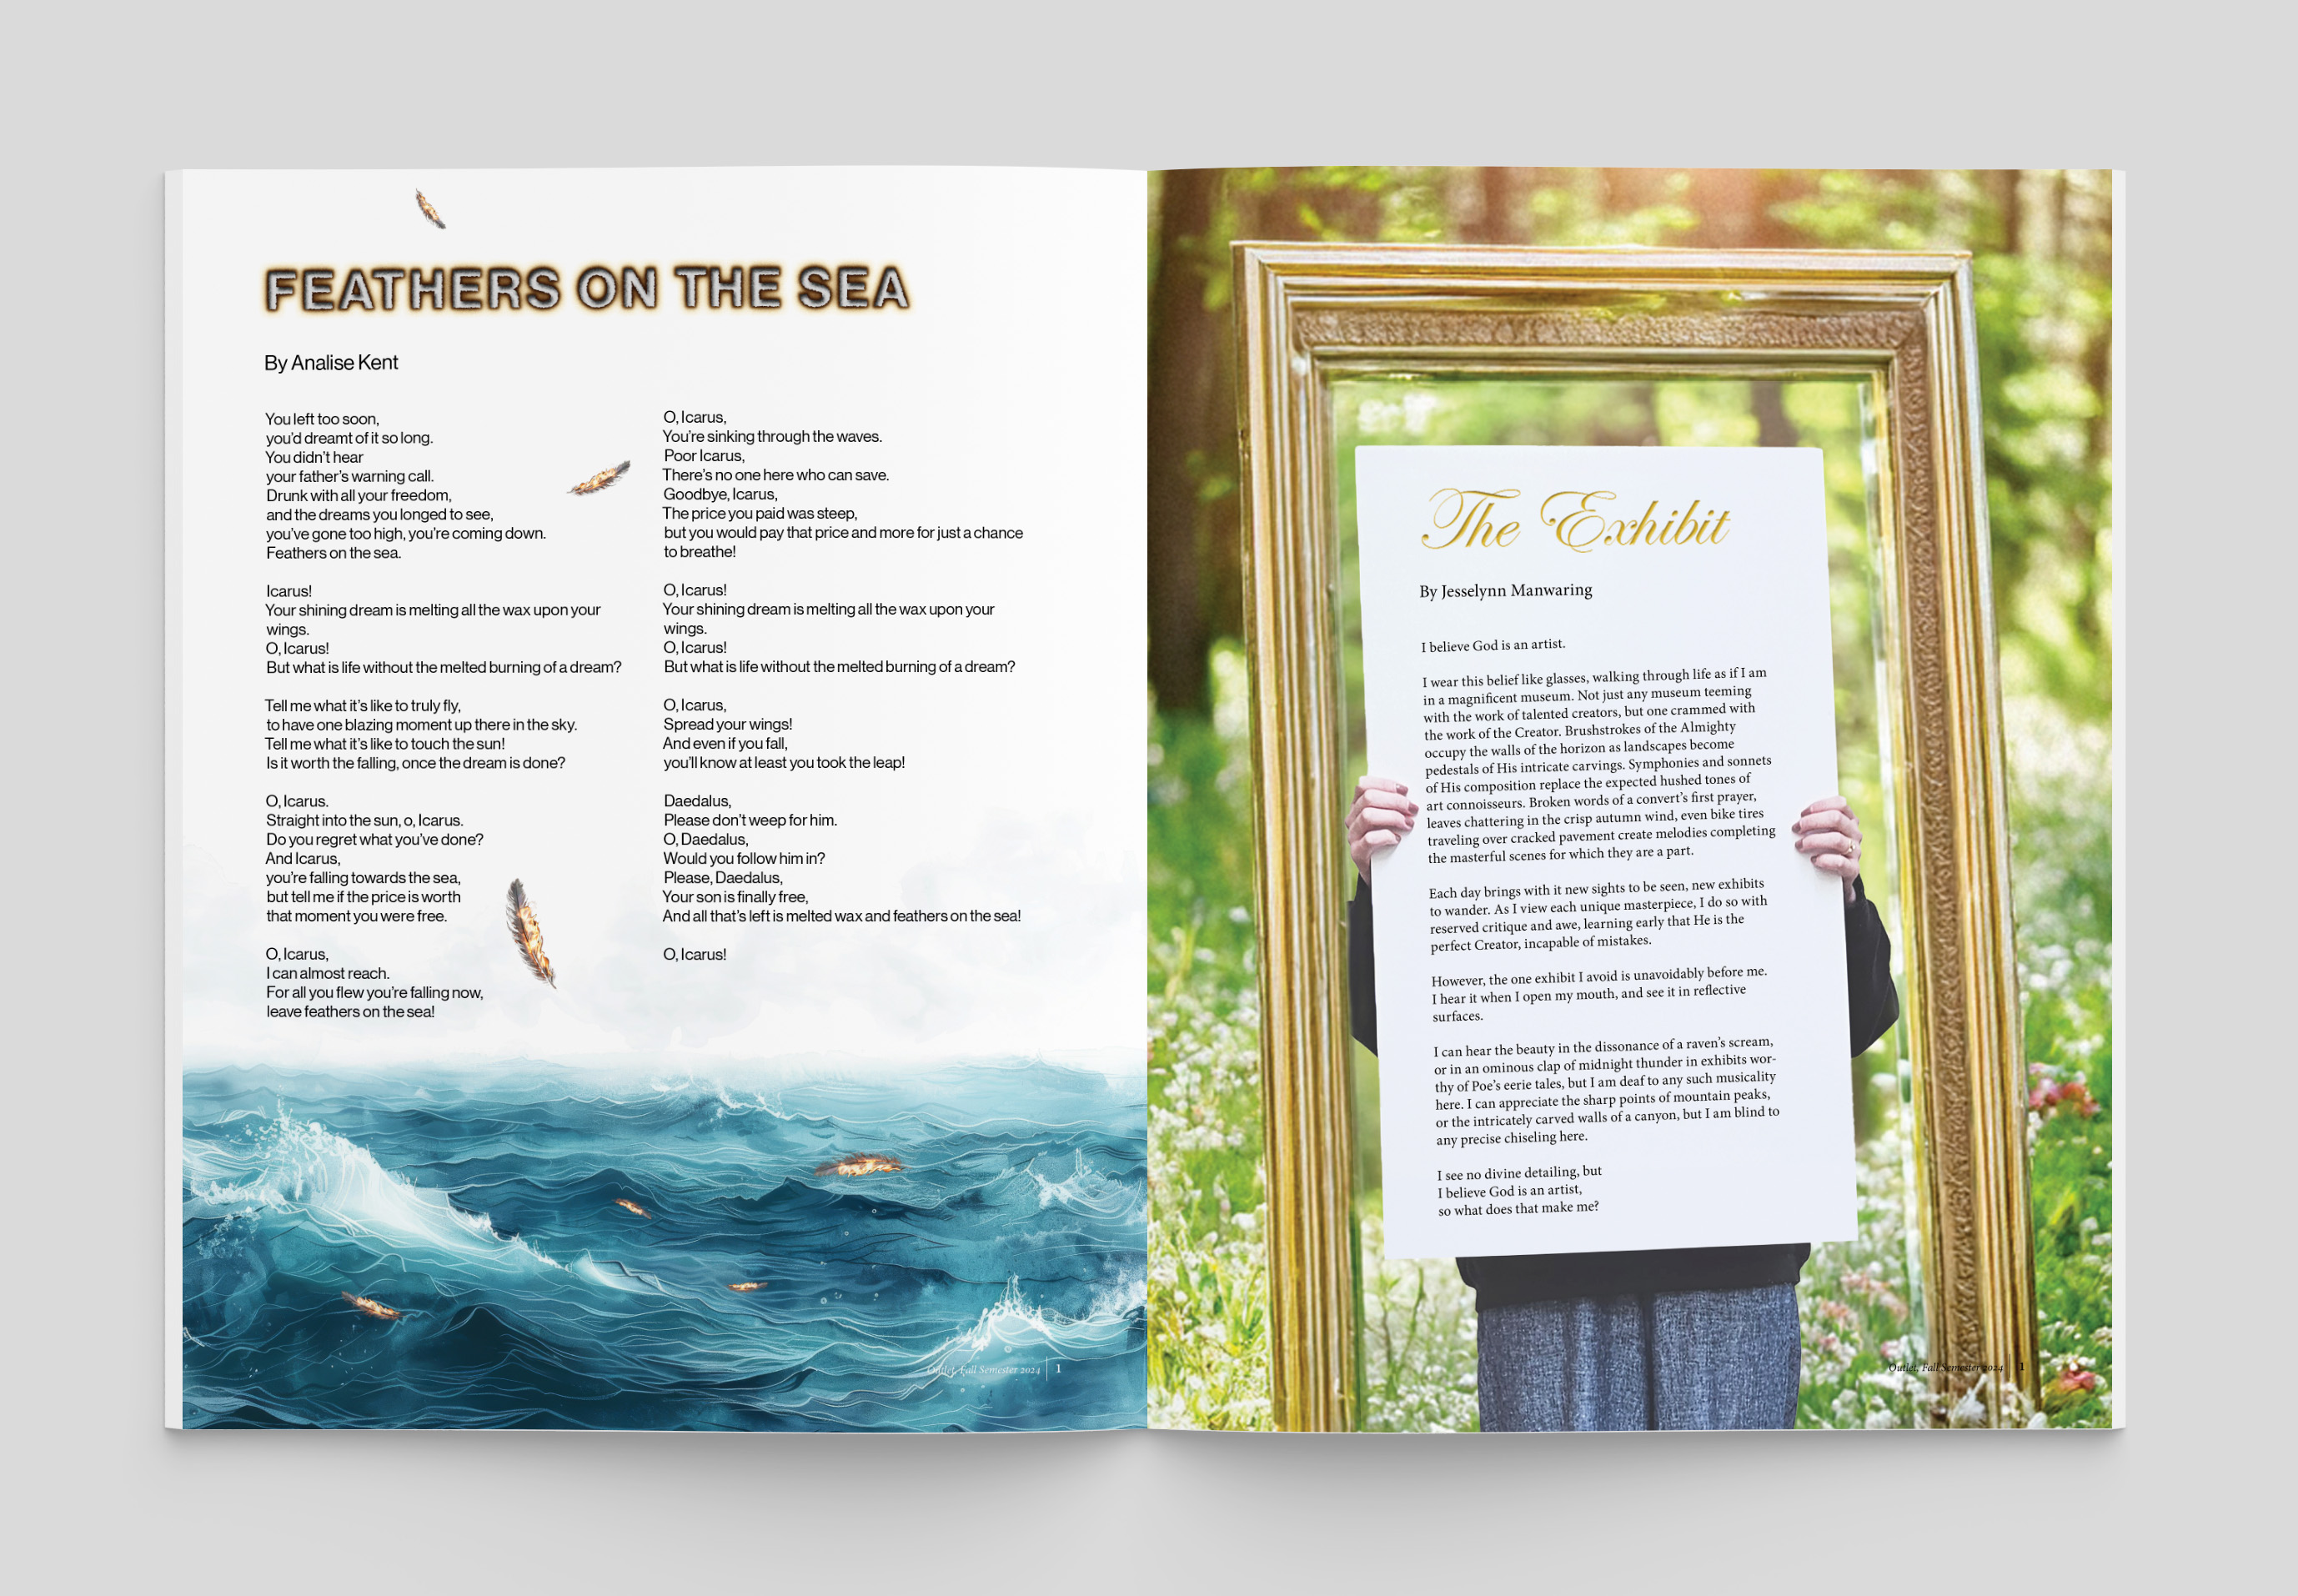 FEATHERS ON THE SEA
By Analise Kent
You left too soon,
you'd dreamt of it so long.
You didn't hear
your father's warning call.
Drunk with all your freedom,
and the dreams you longed to see,
you've gone too high, you're coming down.
Feathers on the sea.
Icarus!
Your shining dream is melting all the wax upon your
wings.
O, Icarus!
But what is life without the melted burning of a dream?
Tell me what it's like to truly fly,
to have one blazing moment up there in the sky.
Tell me what it's like to touch the sun!
Is it worth the falling, once the dream is done?
O, Icarus.
Straight into the sun, o, Icarus.
Do you regret what you've done?
And Icarus,
you're falling towards the sea,
but tell me if the price is worth
that moment you were free.
O, Icarus,
I can almost reach.
For all you flew you're falling now,
leave feathers on the sea!
O, Icarus,
You're sinking through the waves.
Poor Icarus,
There's no one here who can save.
Goodbye, Icarus,
The price you paid was steep,
but you would pay that price and more for just a chance
to breathe!
O, Icarus!
Your shining dream is melting all the wax upon your
wings.
O, Icarus!
But what is life without the melted burning of a dream?
O, Icarus,
Spread your wings!
And even if you fall,
you'll know at least you took the leap!
Daedalus,
Please don't weep for him.
O, Daedalus,
Would you follow him in?
Please, Daedalus,
Your son is finally free,
And all that's left is melted wax and feathers on the sea!
O, Icarus!
Outlet, Fall Semester 2024 | 1
The Exhibit
By Jesselynn Manwaring
I believe God is an artist.
I wear this belief like glasses, walking through life as if I am
in a magnificent museum. Not just any museum teeming
with the work of talented creators, but one crammed with
the work of the Creator. Brushstrokes of the Almighty
occupy the walls of the horizon as landscapes become
pedestals of His intricate carvings. Symphonies and sonnets
of His composition replace the expected hushed tones of
art connoisseurs. Broken words of a convert's first prayer,
leaves chattering in the crisp autumn wind, even bike tires
traveling over cracked pavement create melodies completing
the masterful scenes for which they are a part.
Each day brings with it new sights to be seen, new exhibits
to wander. As I view each unique masterpiece, I do so with
reserved critique and awe, learning early that He is the
perfect Creator, incapable of mistakes.
However, the one exhibit I avoid is unavoidably before me.
I hear it when I open my mouth, and see it in reflective
surfaces.
I can hear the beauty in the dissonance of a raven's scream,
or in an ominous clap of midnight thunder in exhibits wor-
thy of Poe's eerie tales, but I am deaf to any such musicality
here. I can appreciate the sharp points of mountain peaks,
or the intricately carved walls of a canyon, but I am blind to
any precise chiseling here.
I see no divine detailing, but
I believe God is an artist,
so what does that make me?
Outlet, Fall Semester 2024 | 1